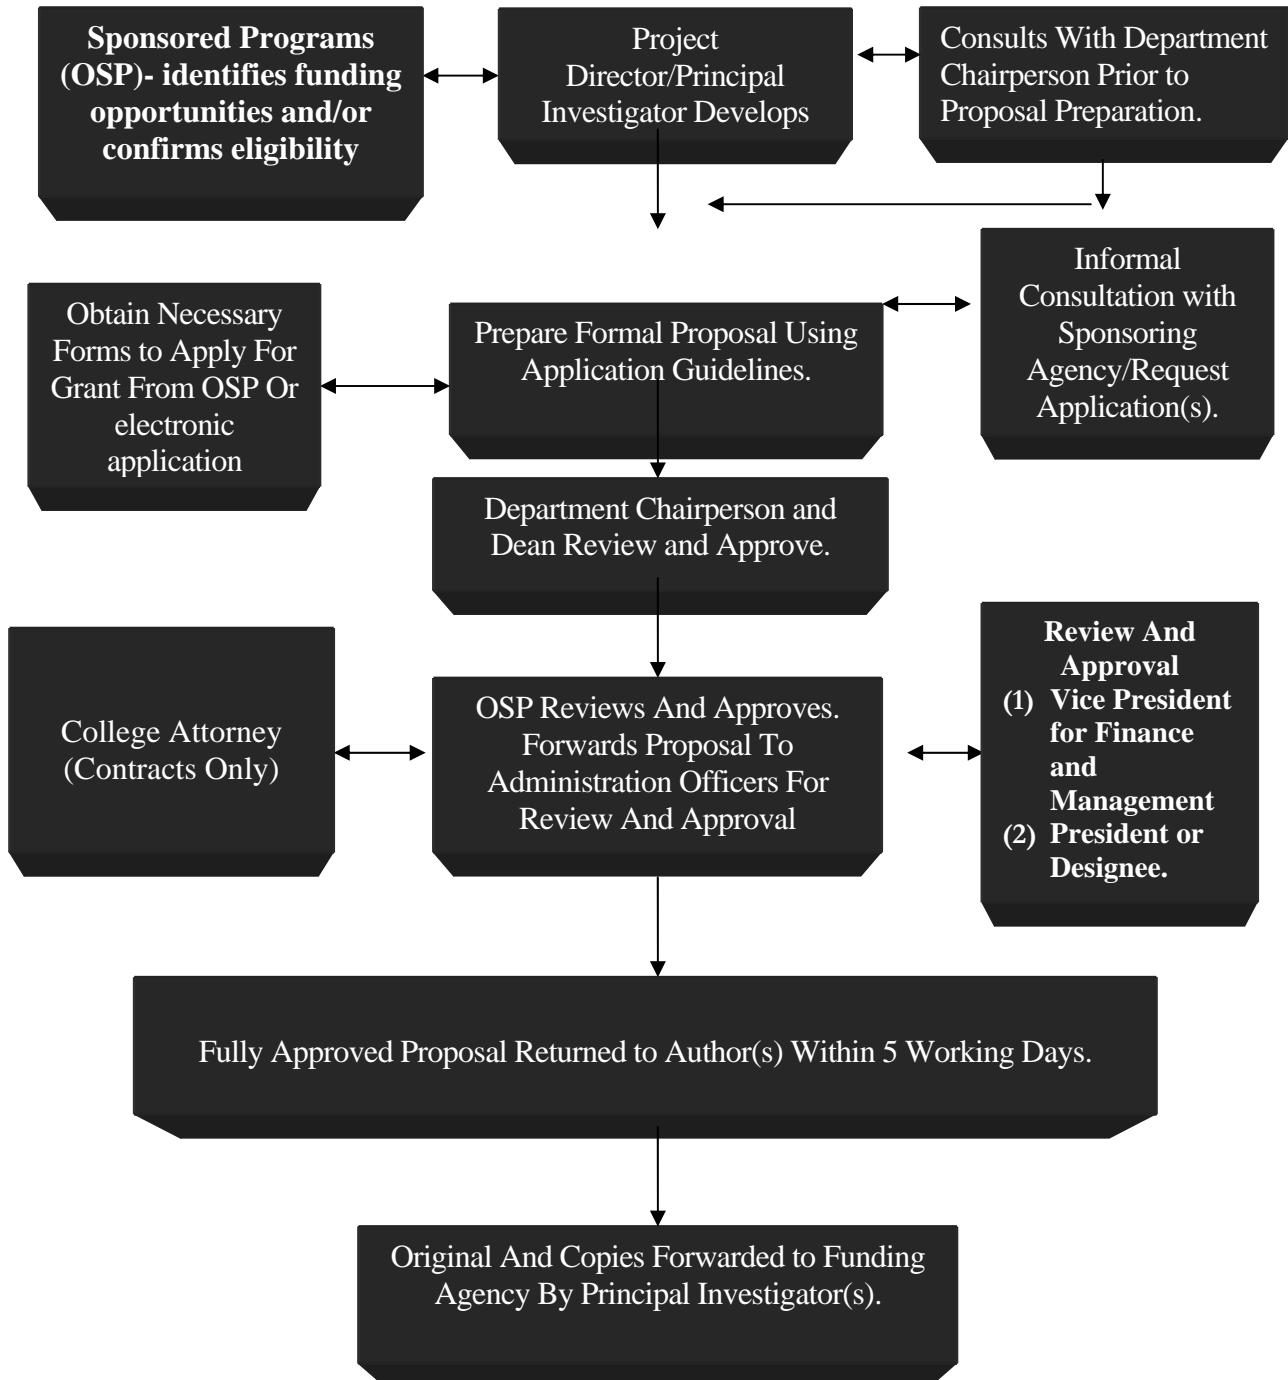 Sponsored Programs
(OSP)- identifies funding
opportunities and/or
confirms eligibility
Project
Director/Principal
Investigator Develops
Consults With Department
Chairperson Prior to
Proposal Preparation.
Obtain Necessary
Forms to Apply For
Grant From OSP Or
electronic
application
Prepare Formal Proposal Using
Application Guidelines.
Informal
Consultation with
Sponsoring
Agency/Request
Application(s).
Department Chairperson and
Dean Review and Approve.
College Attorney
(Contracts Only)
OSP Reviews And Approves.
Forwards Proposal To
Administration Officers For
Review And Approval
Review And
Approval
(1) Vice President
for Finance
and
Management
(2) President or
Designee.
Fully Approved Proposal Returned to Author(s) Within 5 Working Days.
Original And Copies Forwarded to Funding
Agency By Principal Investigator(s).